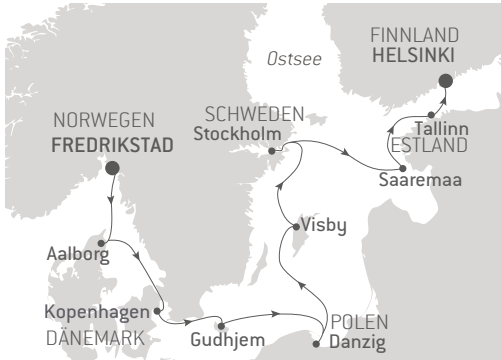 FINNLAND
HELSINKI
Ostsee
SCHWEDEN
Stockholm
NORWEGEN
FREDRIKSTAD
Tallinn
ESTLAND
Saaremaa
Visby
Aalborg
Kopenhagen
DÄNEMARK
Gudhjem
POLEN
Danzig